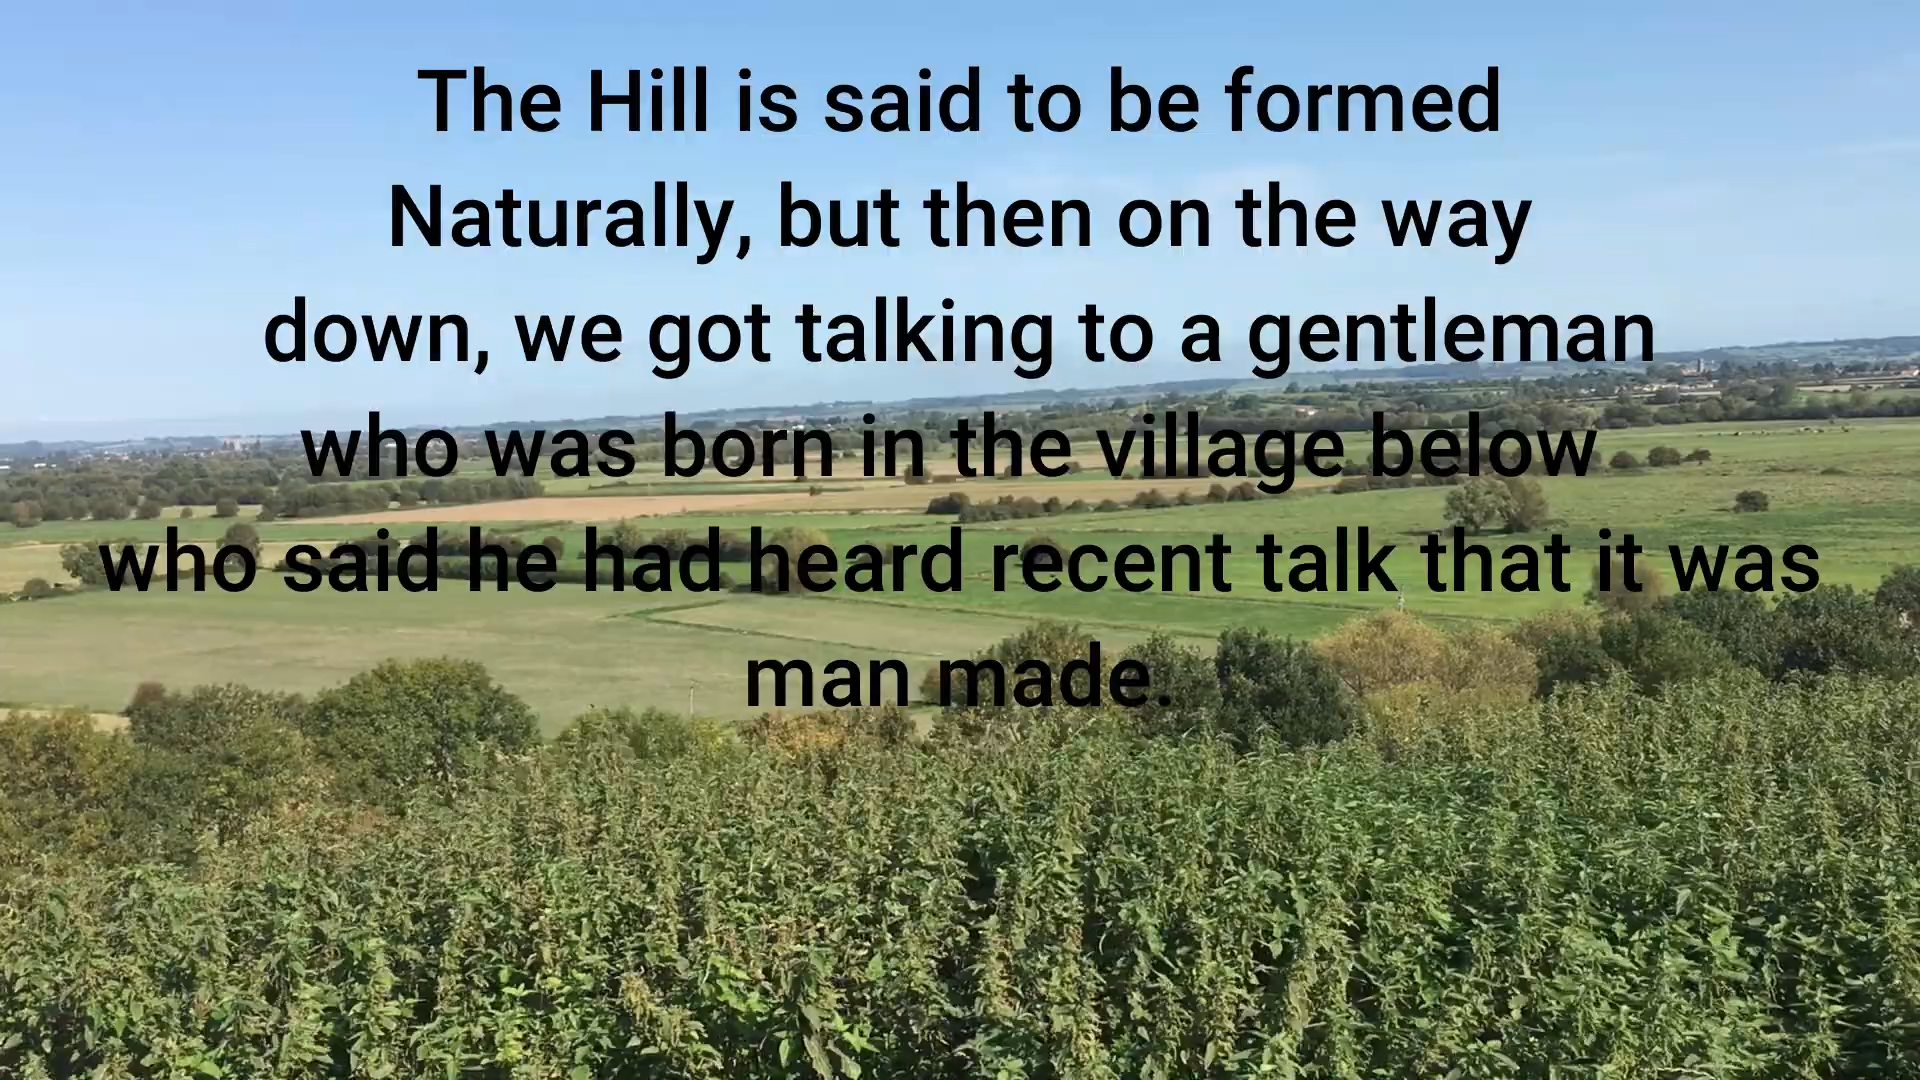 The Hill is said to be formed
Naturally, but then on the way
down, we got talking to a gentleman
who was born in the village below
who said he had heard recent talk that it was
man made.